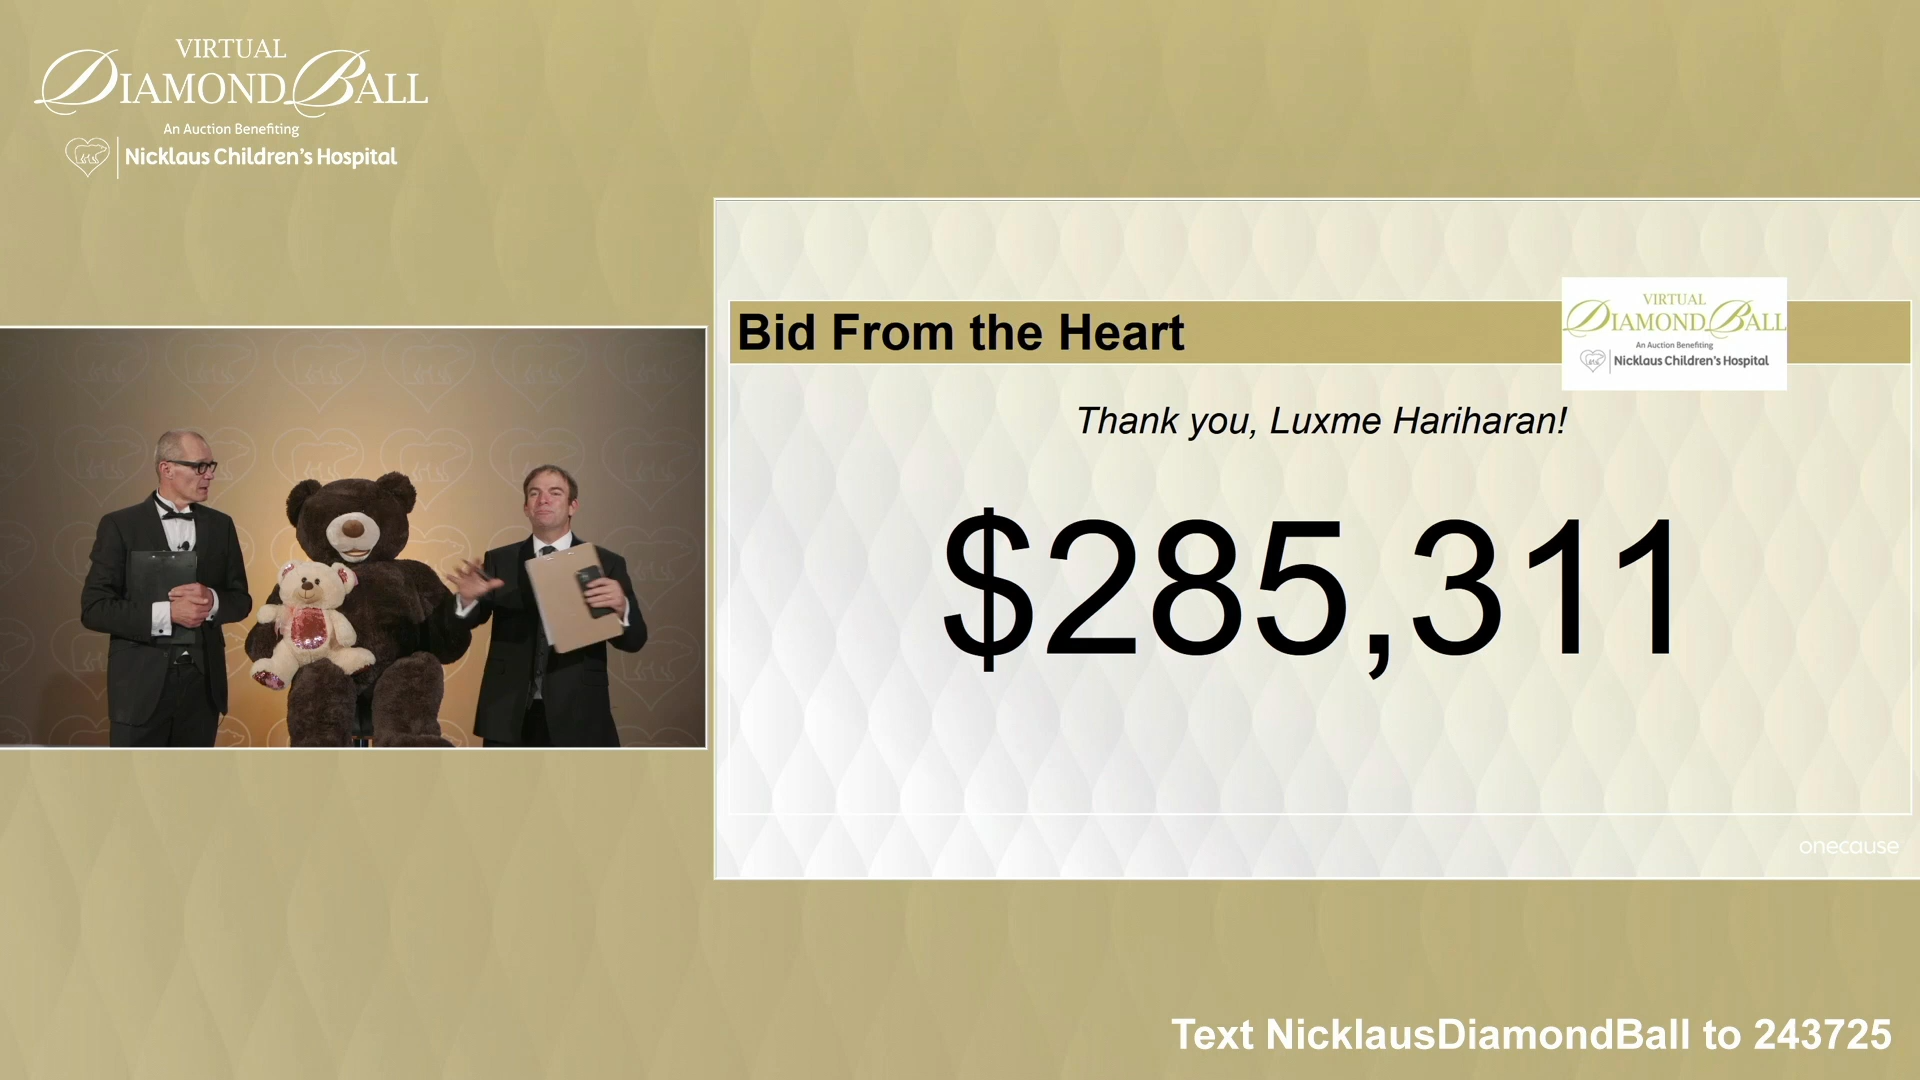 VIRTUAL
DIAMOND BALL
An Auction Benefiting
Nicklaus Children's Hospital
Bid From the Heart
VIRTUAL
DIAMOND BALL
An Auction Benefiting
Nicklaus Children's Hospital
Thank you, Luxme Hariharan!
$285,311
onecause
Text NicklausDiamondBall to 243725